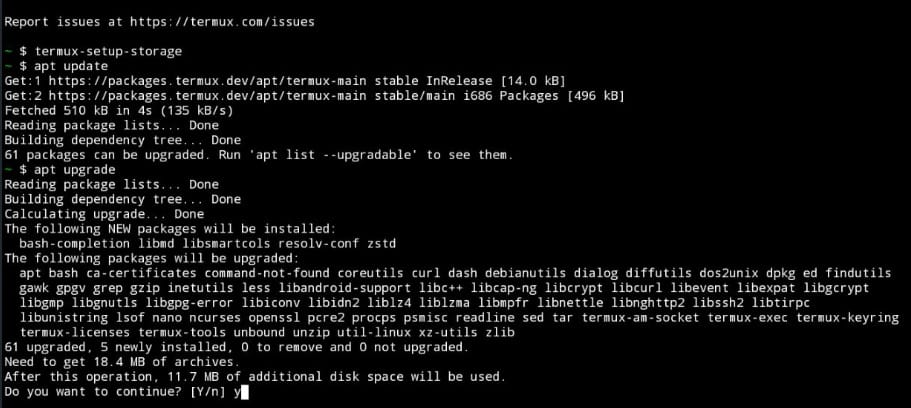 Report issues at https://termux.com/issues
~ $ termux-setup-storage
~ $ apt update
Get:1 https://packages.termux.dev/apt/termux-main stable InRelease [14.0 kB]
Get:2 https://packages.termux.dev/apt/termux-main stable/main i686 Packages [496 kB]
Fetched 510 kB in 4s (135 kB/s)
Reading package lists... Done
Building dependency tree... Done
61 packages can be upgraded. Run 'apt list --upgradable' to see them.
~ $ apt upgrade
Reading package lists... Done
Building dependency tree... Done
Calculating upgrade... Done
The following NEW packages will be installed:
bash-completion libmd libsmartcols resolv-conf zstd
The following packages will be upgraded:
apt bash ca-certificates command-not-found coreutils curl dash debianutils dialog diffutils dos2unix dpkg ed findutils
gawk gpgv grep gzip inetutils less libandroid-support libc++ libcap-ng libcrypt libcurl libevent libexpat libgcrypt
libgmp libgnutls libgpg-error libiconv libidn2 liblz4 liblzma libmpfr libnettle libnghttp2 libssh2 libtirpc
libunistring lsof nano ncurses openssl pcre2 procps psmisc readline sed tar termux-am-socket termux-exec termux-keyring
termux-licenses termux-tools unbound unzip util-linux xz-utils zlib
61 upgraded, 5 newly installed, 0 to remove and 0 not upgraded.
Need to get 18.4 MB of archives.
After this operation, 11.7 MB of additional disk space will be used.
Do you want to continue? [Y/n] y